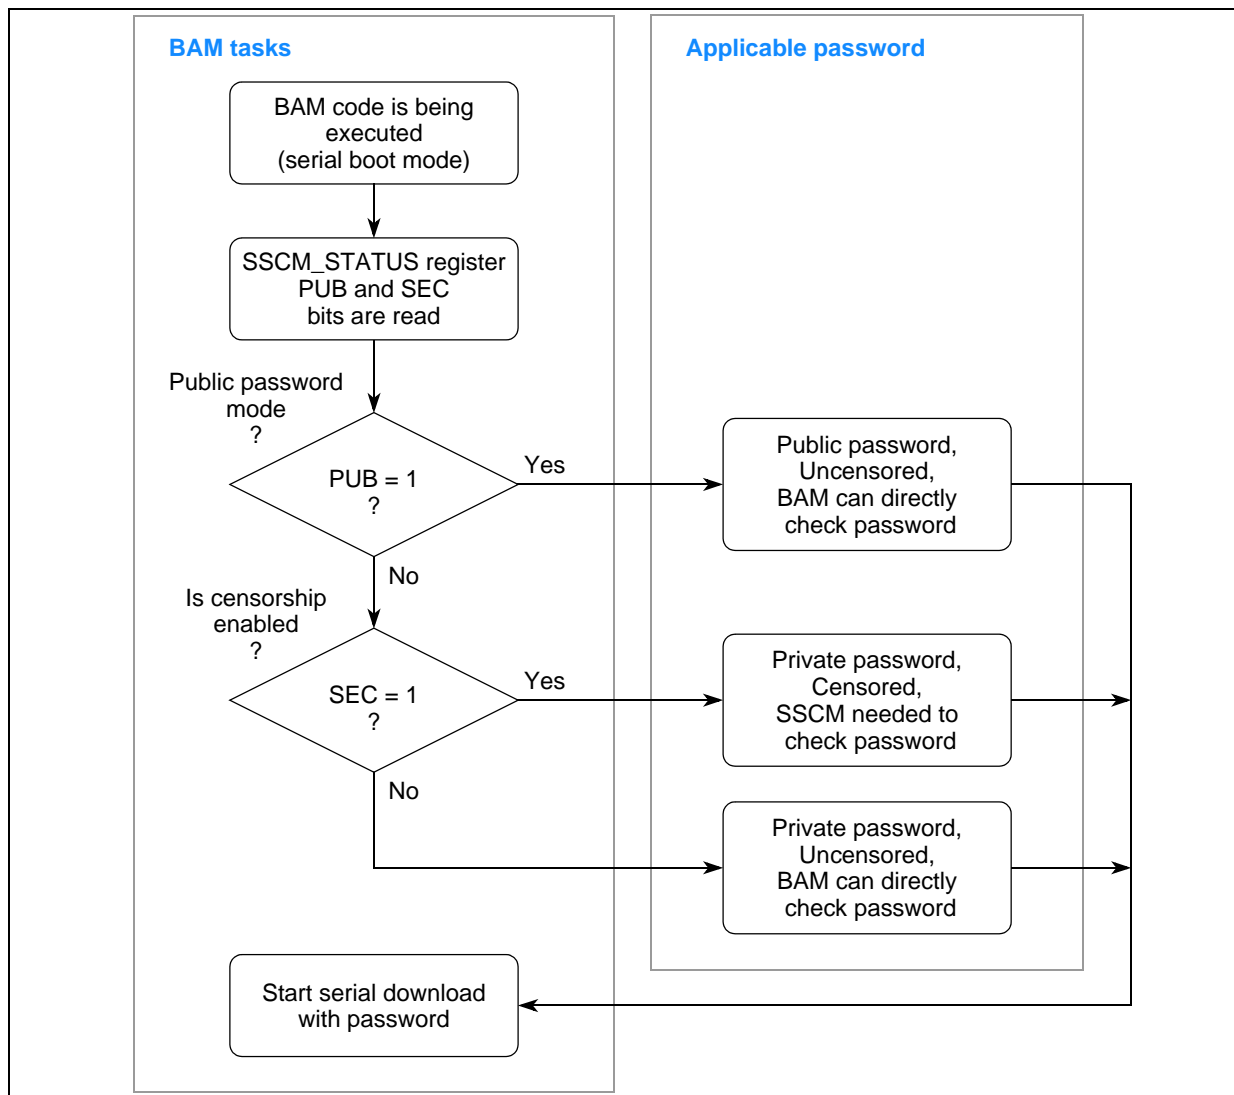 BAM tasks
Applicable password
BAM code is being
executed
(serial boot mode)
SSCM_STATUS register
PUB and SEC
bits are read
Public password
mode
?
PUB = 1
?
Yes
No
Public password,
Uncensored,
BAM can directly
check password
Is censorship
enabled
?
SEC = 1
?
Yes
No
Private password,
Censored,
SSCM needed to
check password
Private password,
Uncensored,
BAM can directly
check password
Start serial download
with password